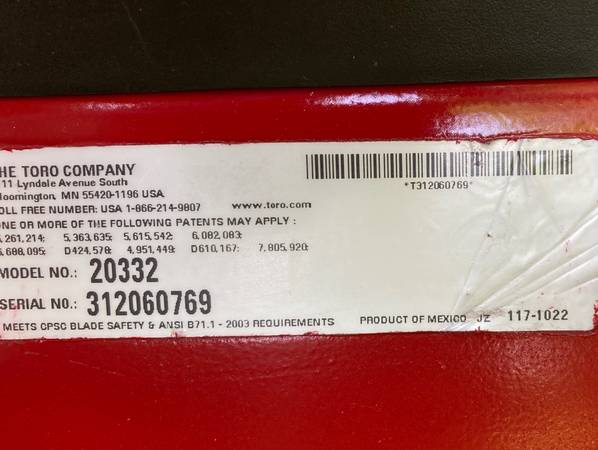 HE TORO COMPANY
11 Lyndale Avenue South
loomington, MN 55420-1196 USA
OLL FREE NUMBER: USA 1-866-214-9807 www.toro.com
*T312060769*
ONE OR MORE OF THE FOLLOWING PATENTS MAY APPLY :
,261,214; 5,363,635; 5,615,542; 6,082,083;
,688,095; D424,578; 4,951,449; D610,167; 7,805,920;
MODEL NO.: 20332
SERIAL NO.: 312060769
MEETS CPSC BLADE SAFETY & ANSI B71.1 - 2003 REQUIREMENTS PRODUCT OF MEXICO JZ 117-1022